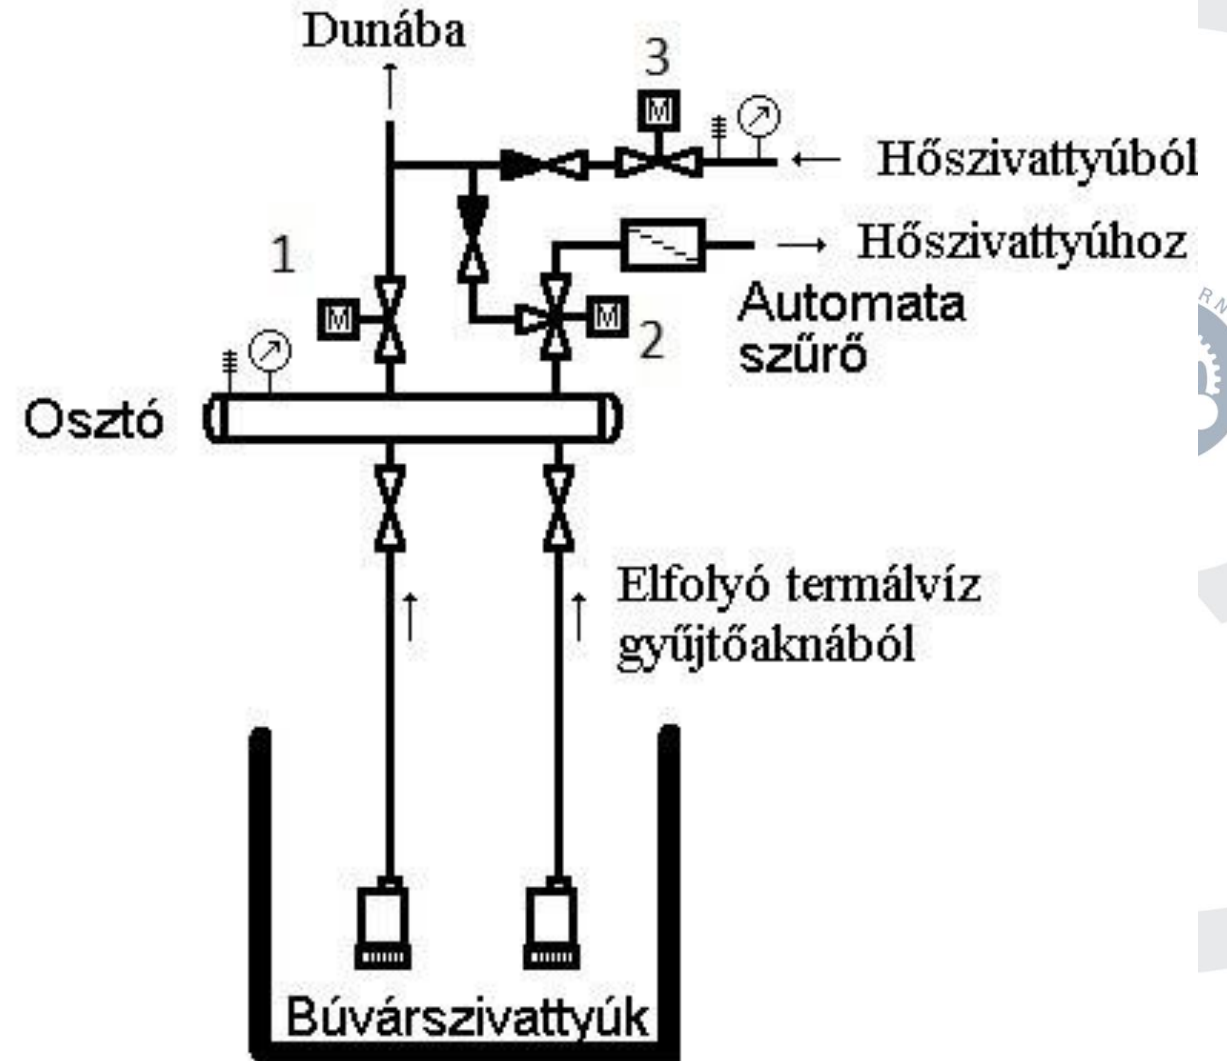 Dunába
3
M
Hőszivattyúból
Hőszivattyúhoz
1
M
M
2
Automata
szűrő
Osztó
Elfolyó termálvíz
gyűjtőaknából
Búvárszivattyúk